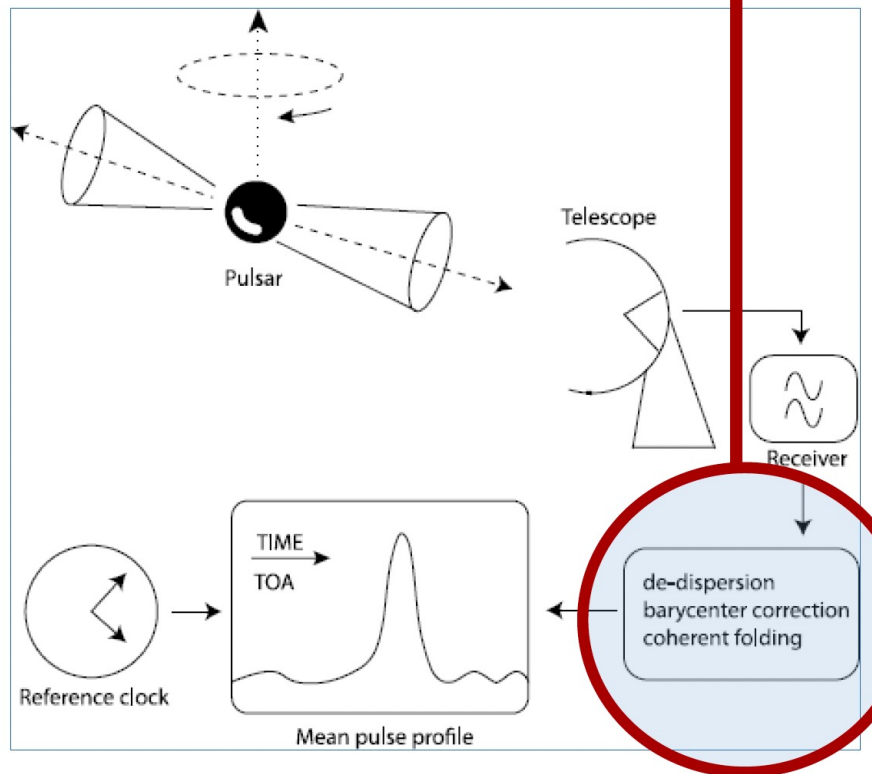 Pulsar
Telescope
Receiver
TIME
TOA
de-dispersion
barycenter correction
coherent folding
Reference clock
Mean pulse profile